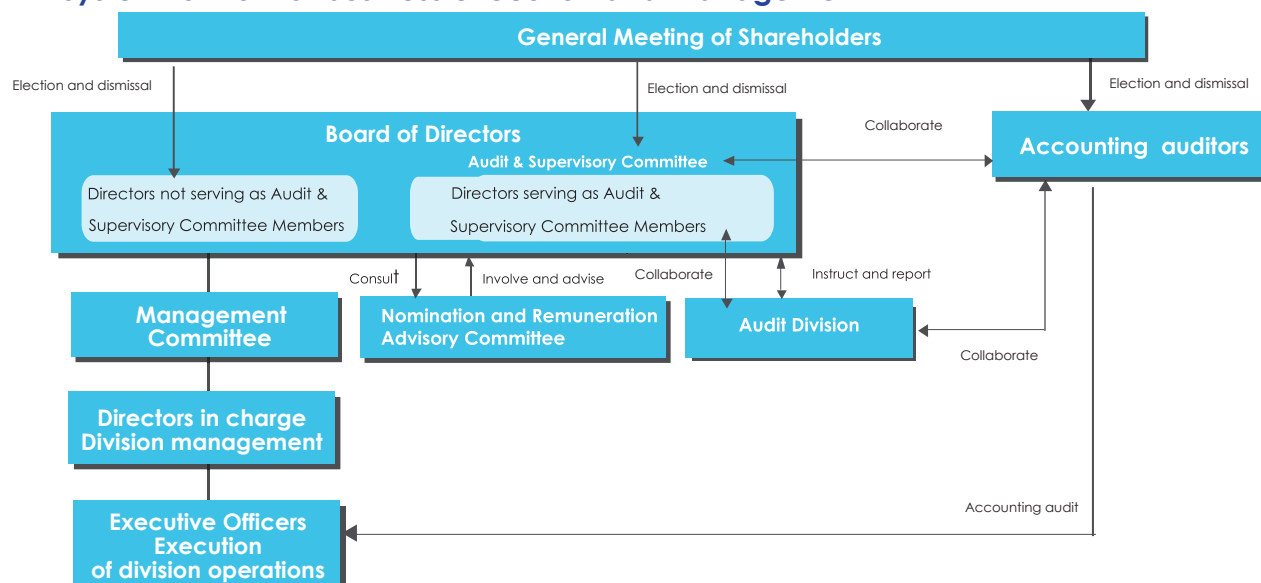 General Meeting of Shareholders
Election and dismissal
Election and dismissal
Election and dismissal
Board of Directors
Collaborate
Accounting auditors
Audit & Supervisory Committee
Directors not serving as Audit &
Supervisory Committee Members
Directors serving as Audit &
Supervisory Committee Members
Consult
Involve and advise
Collaborate
Instruct and report
Management
Committee
Nomination and Remuneration
Advisory Committee
Audit Division
Collaborate
Directors in charge
Division management
Accounting audit
Executive Officers
Execution
of division operations